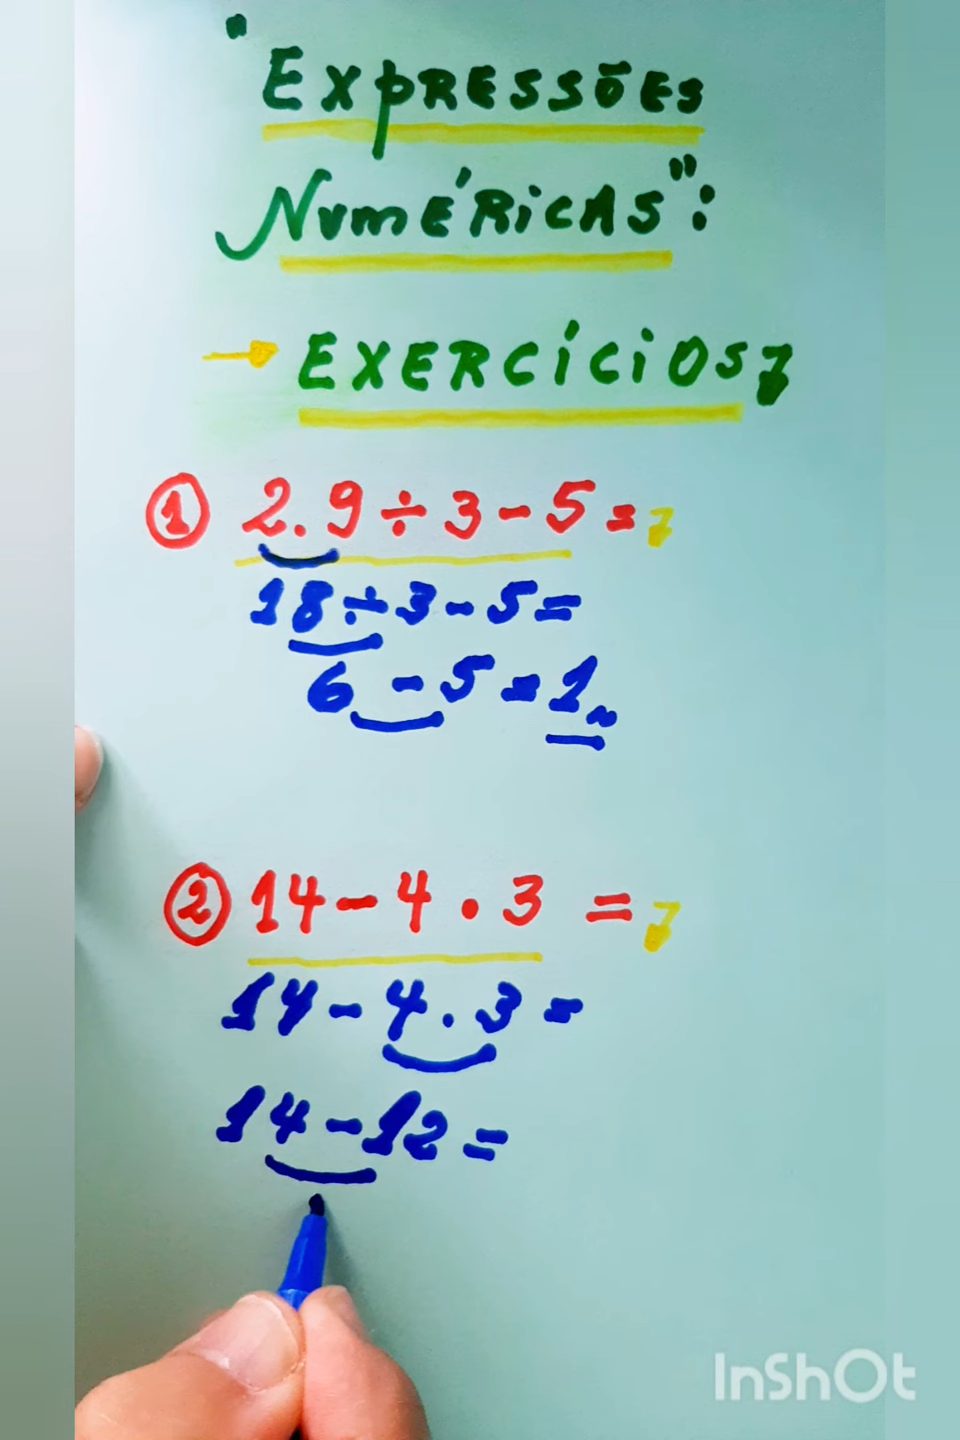 "Expressões
Numéricas":
→ Exercícios
① 2.9÷3-5=
18÷3-5=
6-5=1
② 14-4.3=
14-4.3=
14-12=
InShOt